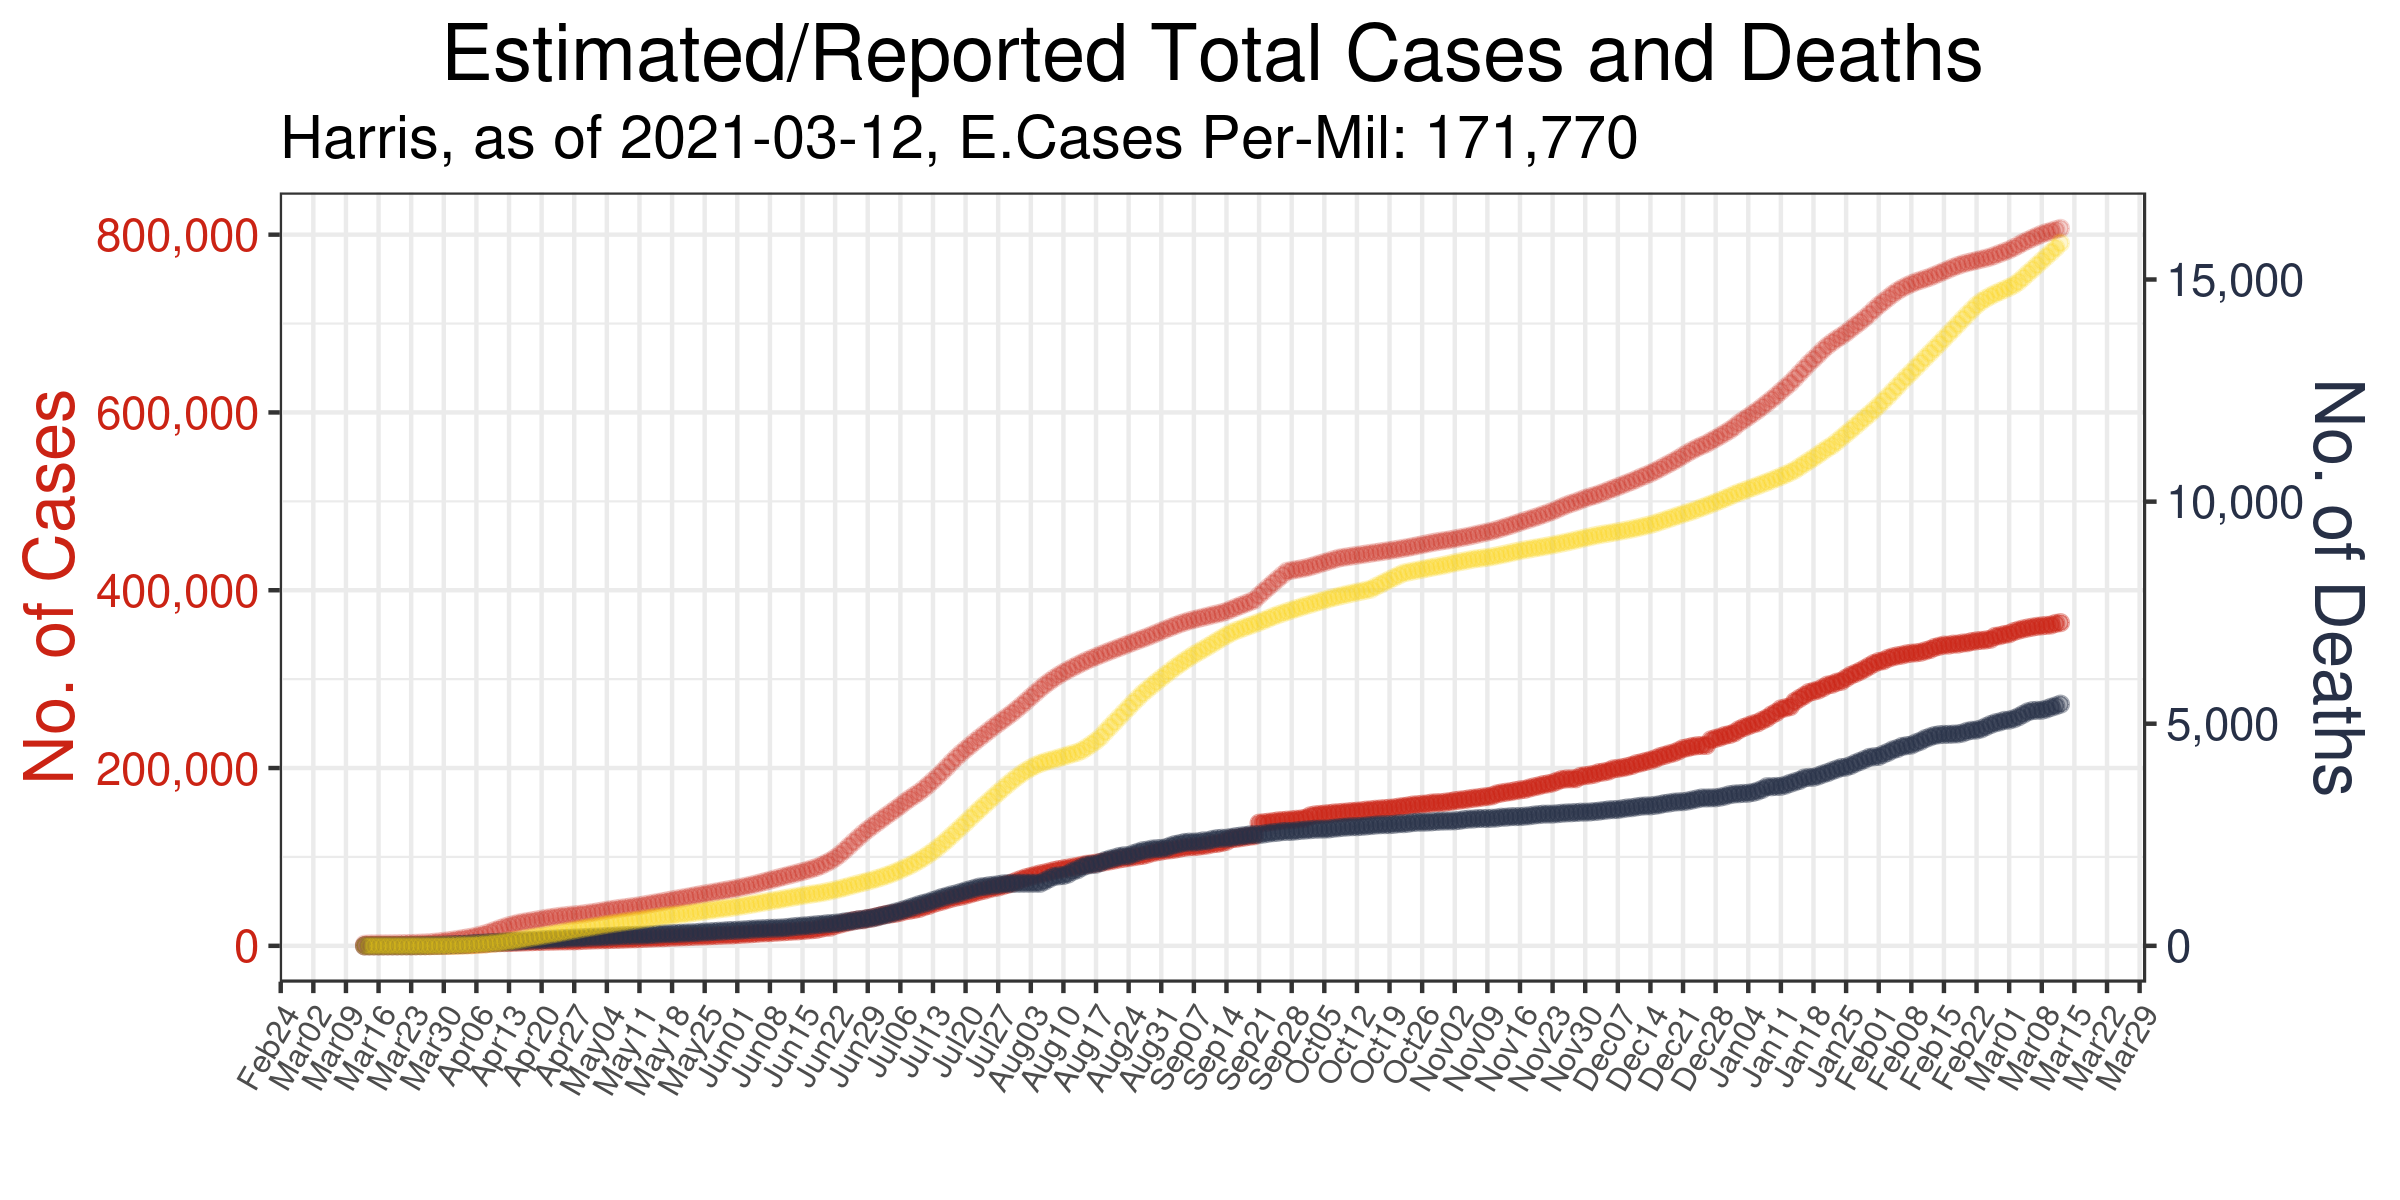 Estimated/Reported Total Cases and Deaths
Harris, as of 2021-03-12, E.Cases Per-Mil: 171,770
No. of Cases
800,000
600,000
400,000
200,000
0
15,000
10,000
5,000
0
No. of Deaths
Feb24
Mar02
Mar09
Mar16
Mar23
Mar30
Apr06
Apr13
Apr20
Apr27
May04
May11
May18
May25
Jun01
Jun08
Jun15
Jun22
Jun29
Jul06
Jul13
Jul20
Jul27
Aug03
Aug10
Aug17
Aug24
Aug31
Sep07
Sep14
Sep21
Sep28
Oct05
Oct12
Oct19
Oct26
Nov02
Nov09
Nov16
Nov23
Nov30
Dec07
Dec14
Dec21
Dec28
Jan04
Jan11
Jan18
Jan25
Feb01
Feb08
Feb15
Feb22
Mar01
Mar08
Mar15
Mar22
Mar29